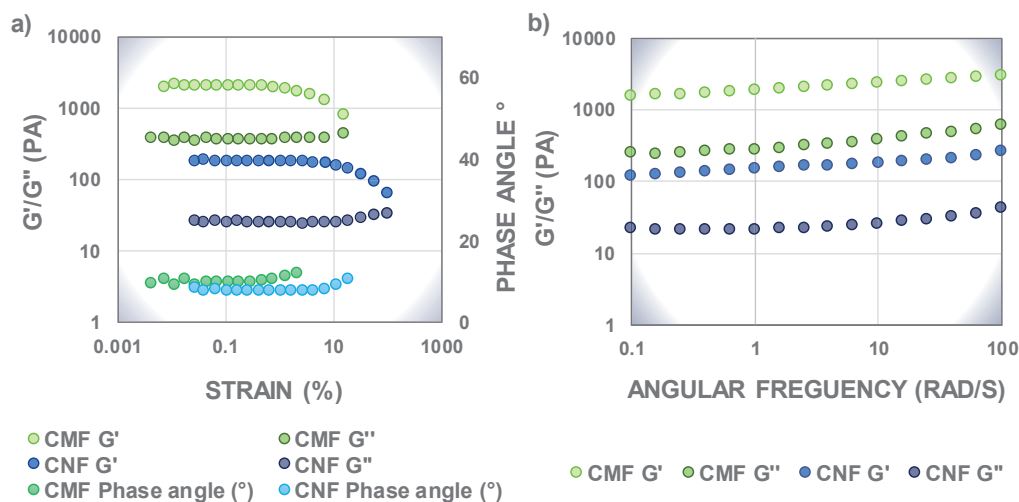 a)
G'/G" (PA)
10000
1000
100
10
1
0.001
0.1
10
1000
STRAIN (%)
60
40
20
0
PHASE ANGLE °
CMF G'
CMF G''
CNF G'
CNF G"
CMF Phase angle (°)
CNF Phase angle (°)
b)
G'/G" (PA)
10000
1000
100
10
1
0.1
1
10
100
ANGULAR FREGUENCY (RAD/S)
CMF G'
CMF G''
CNF G'
CNF G"